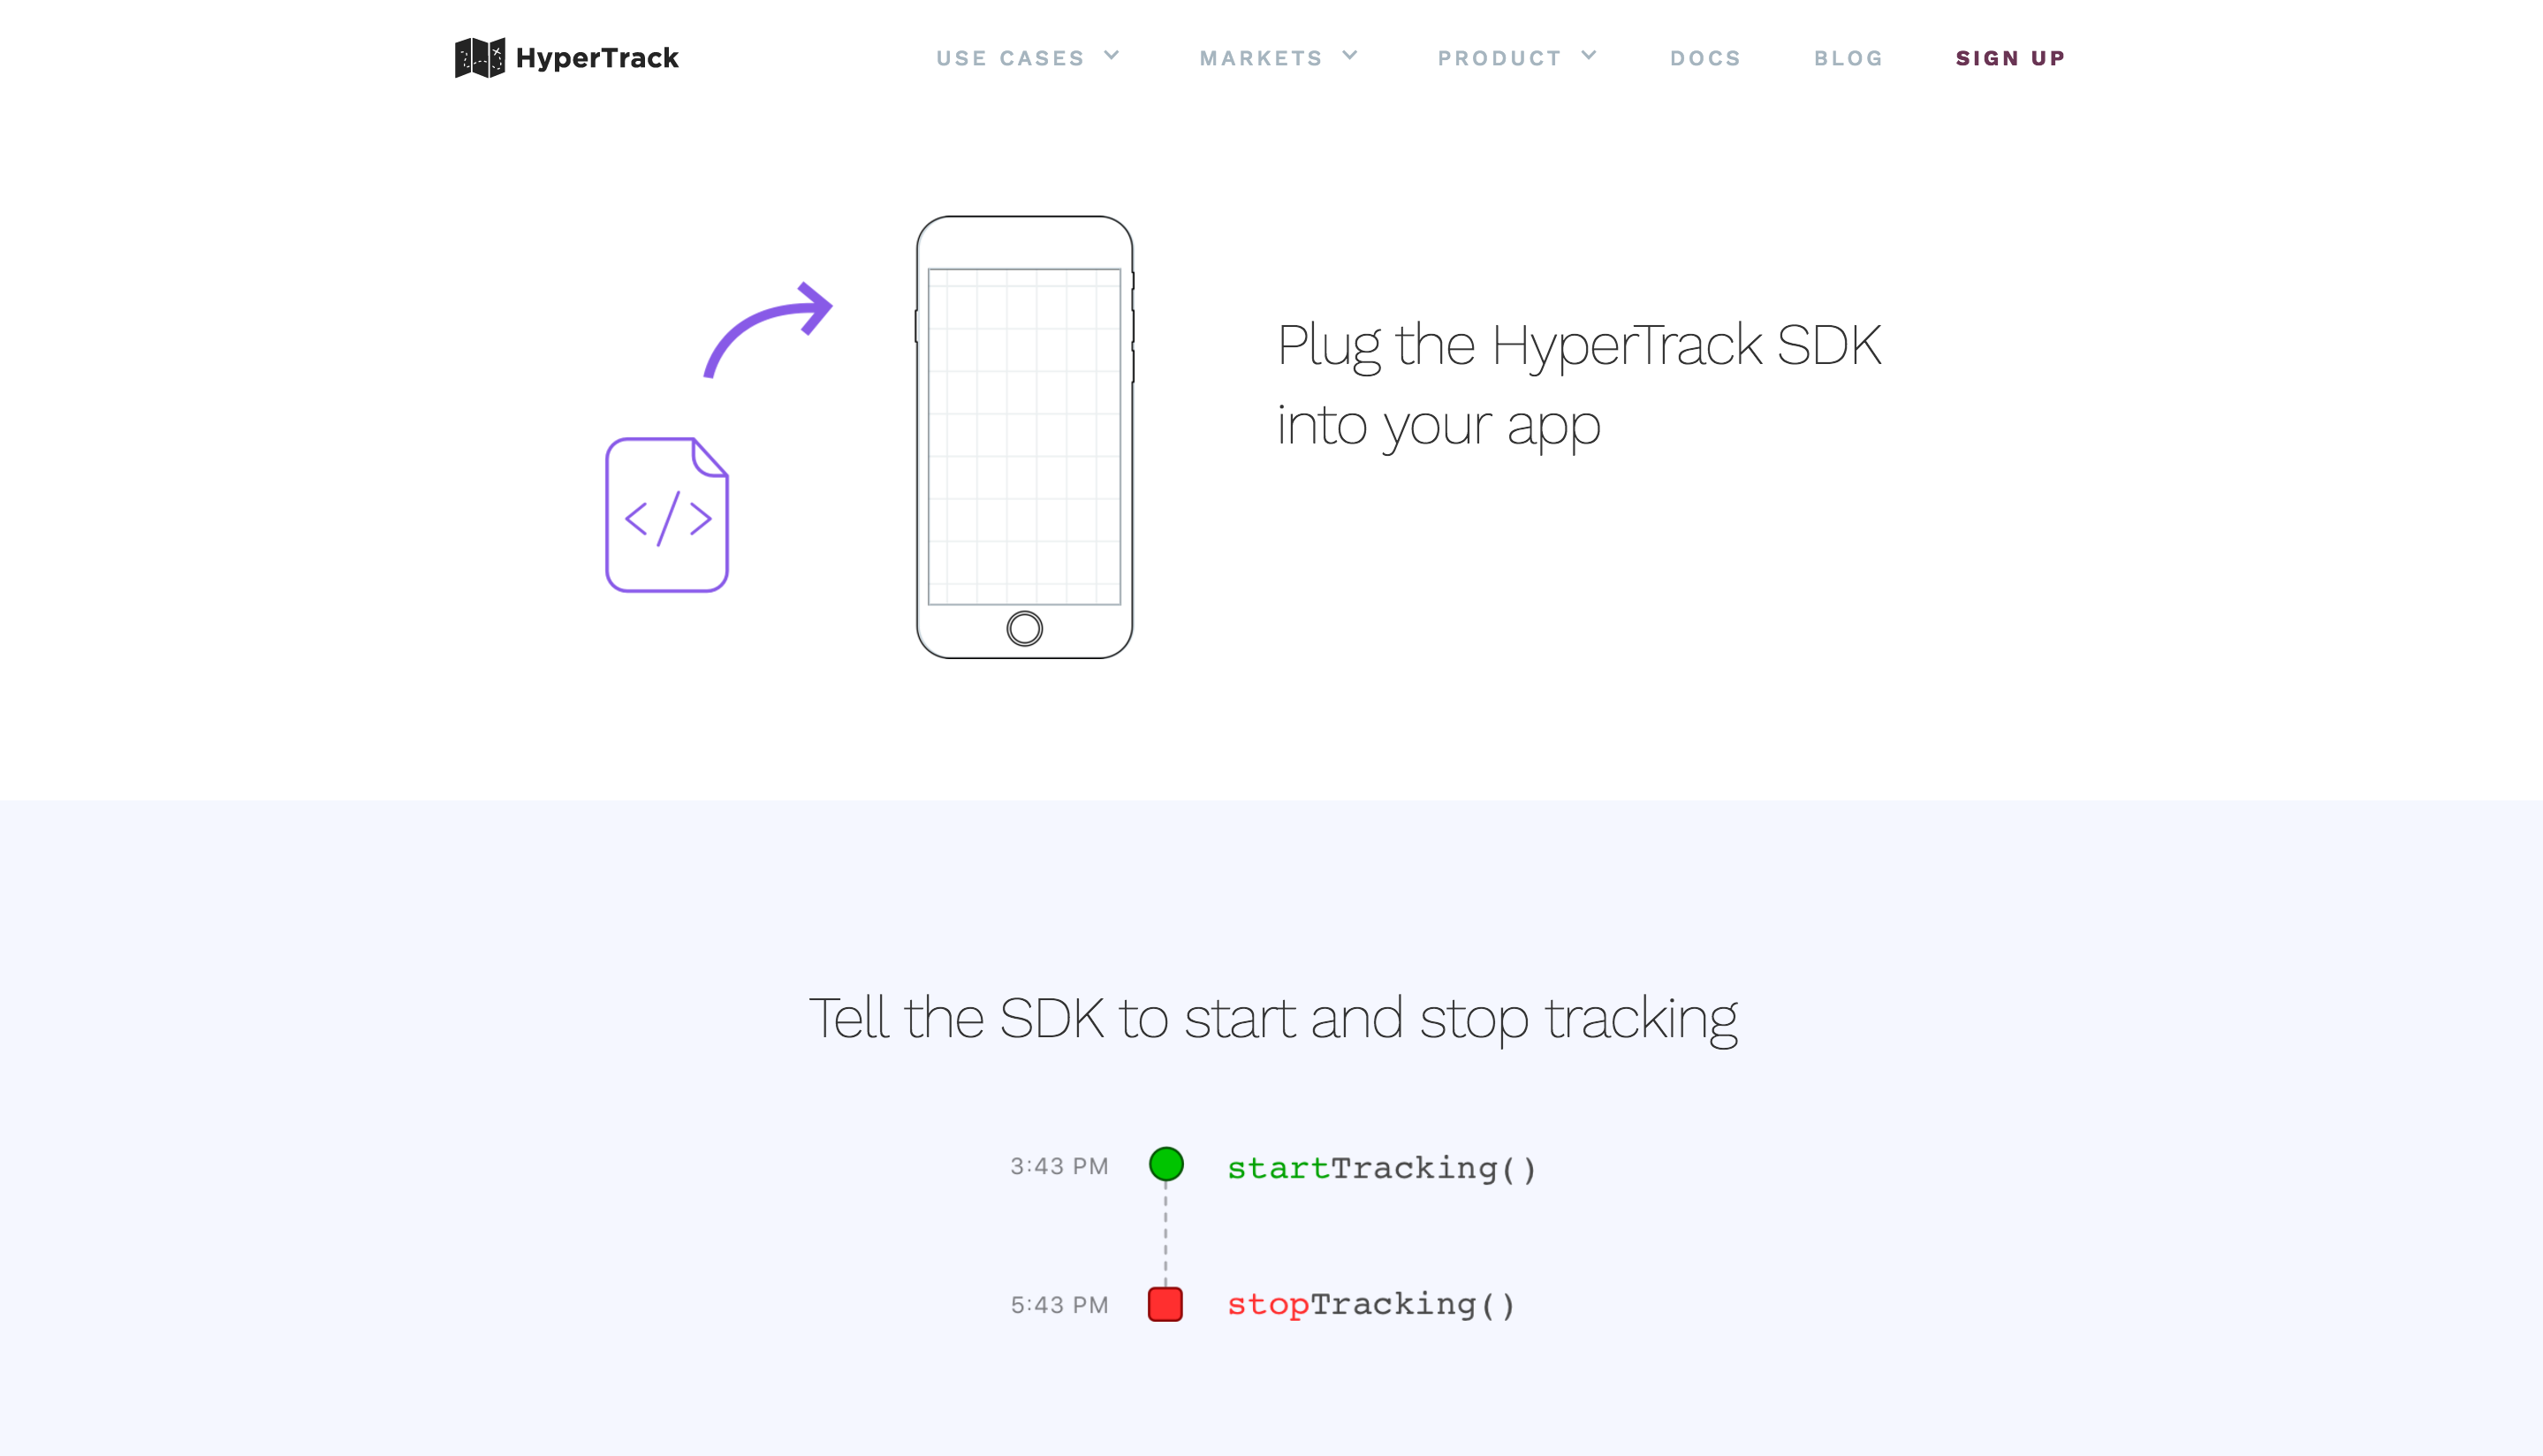 HyperTrack
USE CASES
MARKETS
PRODUCT
DOCS
BLOG
SIGN UP
Plug the HyperTrack SDK
into your app
</>
Tell the SDK to start and stop tracking
3:43 PM startTracking()
5:43 PM stopTracking()